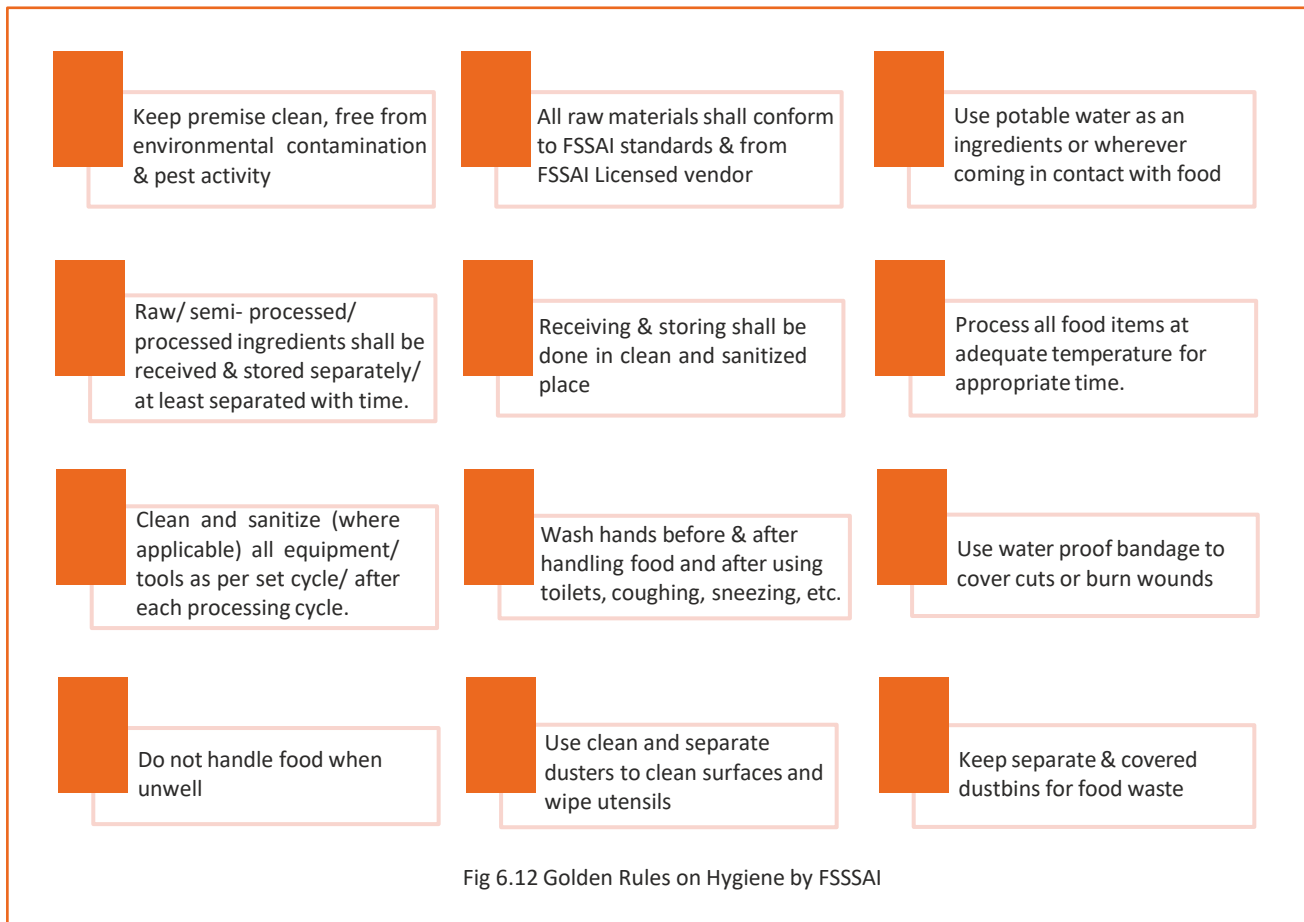 Keep premise clean, free from
environmental contamination
& pest activity
All raw materials shall conform
to FSSAI standards & from
FSSAI Licensed vendor
Use potable water as an
ingredients or wherever
coming in contact with food
Raw/ semi- processed/
processed ingredients shall be
received & stored separately/
at least separated with time.
Receiving & storing shall be
done in clean and sanitized
place
Process all food items at
adequate temperature for
appropriate time.
Clean and sanitize (where
applicable) all equipment/
tools as per set cycle/ after
each processing cycle.
Wash hands before & after
handling food and after using
toilets, coughing, sneezing, etc.
Use water proof bandage to
cover cuts or burn wounds
Do not handle food when
unwell
Use clean and separate
dusters to clean surfaces and
wipe utensils
Keep separate & covered
dustbins for food waste
Fig 6.12 Golden Rules on Hygiene by FSSSAI